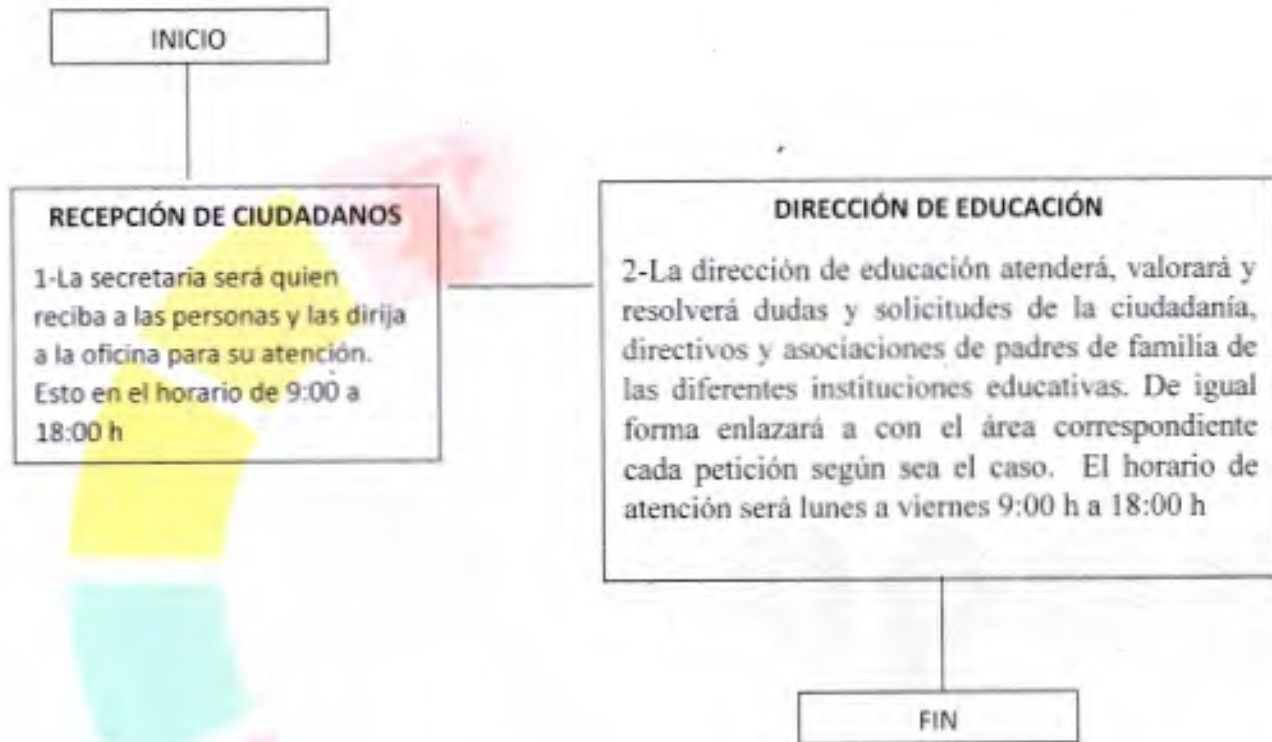 INICIO
RECEPCIÓN DE CIUDADANOS
1-La secretaria será quien
reciba a las personas y las dirija
a la oficina para su atención.
Esto en el horario de 9:00 a
18:00 h
DIRECCIÓN DE EDUCACIÓN
2-La dirección de educación atenderá, valorará y
resolverá dudas y solicitudes de la ciudadanía,
directivos y asociaciones de padres de familia de
las diferentes instituciones educativas. De igual
forma enlazará a con el área correspondiente
cada petición según sea el caso. El horario de
atención será lunes a viernes 9:00 h a 18:00 h
FIN